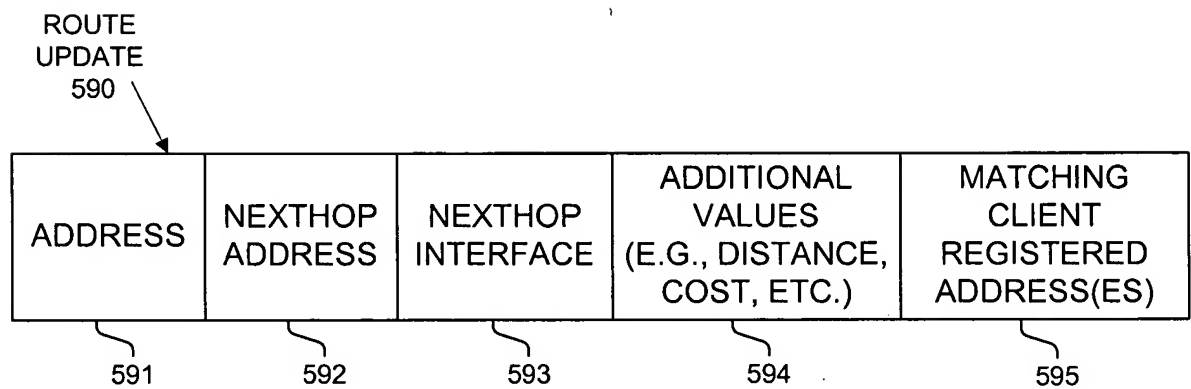 ROUTE
UPDATE
590
ADDRESS
NEXTHOP
ADDRESS
NEXTHOP
INTERFACE
ADDITIONAL
VALUES
(E.G., DISTANCE,
COST, ETC.)
MATCHING
CLIENT
REGISTERED
ADDRESS(ES)
591
592
593
594
595